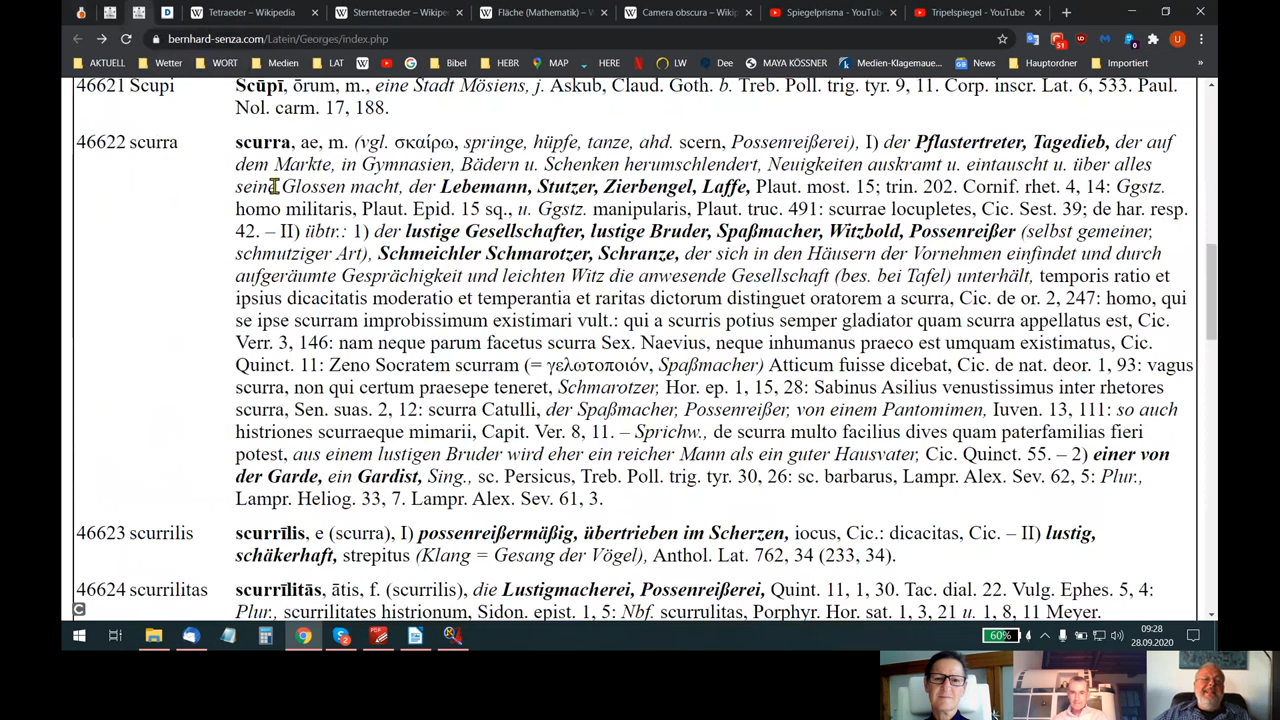 Tetraeder – Wikipedia
Sterntetraeder – Wikipe
Fläche (Mathematik) – W
Camera obscura – Wikipe
Spiegelprisma - YouTube
Tripelspiegel - YouTube
bernhard-senza.com/Latein/Georges/index.php
51
0
U
AKTUELL Wetter WORT Medien LAT Bibel HEBR MAP HERE LW Dee MAYA KÖSSNER Medien-Klagemaue... News Hauptordner Importiert
46621 Scupi Scūpī, ōrum, m., eine Stadt Mösiens, j. Askub, Claud. Goth. b. Treb. Poll. trig. tyr. 9, 11. Corp. inscr. Lat. 6, 533. Paul.
Nol. carm. 17, 188.
46622 scurra scurra, ae, m. (vgl. σκαίρω, springe, hüpfe, tanze, ahd. scern, Possenreißerei), I) der Pflastertreter, Tagedieb, der auf
dem Markte, in Gymnasien, Bädern u. Schenken herumschlendert, Neuigkeiten auskramt u. eintauscht u. über alles
seine Glossen macht, der Lebemann, Stutzer, Zierbengel, Laffe, Plaut. most. 15; trin. 202. Cornif. rhet. 4, 14: Ggstz.
homo militaris, Plaut. Epid. 15 sq., u. Ggstz. manipularis, Plaut. truc. 491: scurrae locupletes, Cic. Sest. 39; de har. resp.
42. – II) übtr.: 1) der lustige Gesellschafter, lustige Bruder, Spaßmacher, Witzbold, Possenreißer (selbst gemeiner,
schmutziger Art), Schmeichler Schmarotzer, Schranze, der sich in den Häusern der Vornehmen einfindet und durch
aufgeräumte Gesprächigkeit und leichten Witz die anwesende Gesellschaft (bes. bei Tafel) unterhält, temporis ratio et
ipsius dicacitatis moderatio et temperantia et raritas dictorum distinguet oratorem a scurra, Cic. de or. 2, 247: homo, qui
se ipse scurram improbissimum existimari vult.: qui a scurris potius semper gladiator quam scurra appellatus est, Cic.
Verr. 3, 146: nam neque parum facetus scurra Sex. Naevius, neque inhumanus praeco est umquam existimatus, Cic.
Quinct. 11: Zeno Socratem scurram (= γελωτοποιόν, Spaßmacher) Atticum fuisse dicebat, Cic. de nat. deor. 1, 93: vagus
scurra, non qui certum praesepe teneret, Schmarotzer, Hor. ep. 1, 15, 28: Sabinus Asilius venustissimus inter rhetores
scurra, Sen. suas. 2, 12: scurra Catulli, der Spaßmacher, Possenreißer, von einem Pantomimen, Iuven. 13, 111: so auch
histriones scurraeque mimarii, Capit. Ver. 8, 11. – Sprichw., de scurra multo facilius dives quam paterfamilias fieri
potest, aus einem lustigen Bruder wird eher ein reicher Mann als ein guter Hausvater, Cic. Quinct. 55. – 2) einer von
der Garde, ein Gardist, Sing., sc. Persicus, Treb. Poll. trig. tyr. 30, 26: sc. barbarus, Lampr. Alex. Sev. 62, 5: Plur.,
Lampr. Heliog. 33, 7. Lampr. Alex. Sev. 61, 3.
46623 scurrilis scurrīlis, e (scurra), I) possenreißermäßig, übertrieben im Scherzen, iocus, Cic.: dicacitas, Cic. – II) lustig,
schäkerhaft, strepitus (Klang = Gesang der Vögel), Anthol. Lat. 762, 34 (233, 34).
46624 scurrilitas scurrīlitās, ātis, f. (scurrilis), die Lustigmacherei, Possenreißerei, Quint. 11, 1, 30. Tac. dial. 22. Vulg. Ephes. 5, 4:
Plur., scurrilitates histrionum, Sidon. epist. 1, 5: Nbf. scurrulitas, Porphyr. Hor. sat. 1, 3, 21 u. 1, 8, 11 Meyer.
60%
09:28
28.09.2020